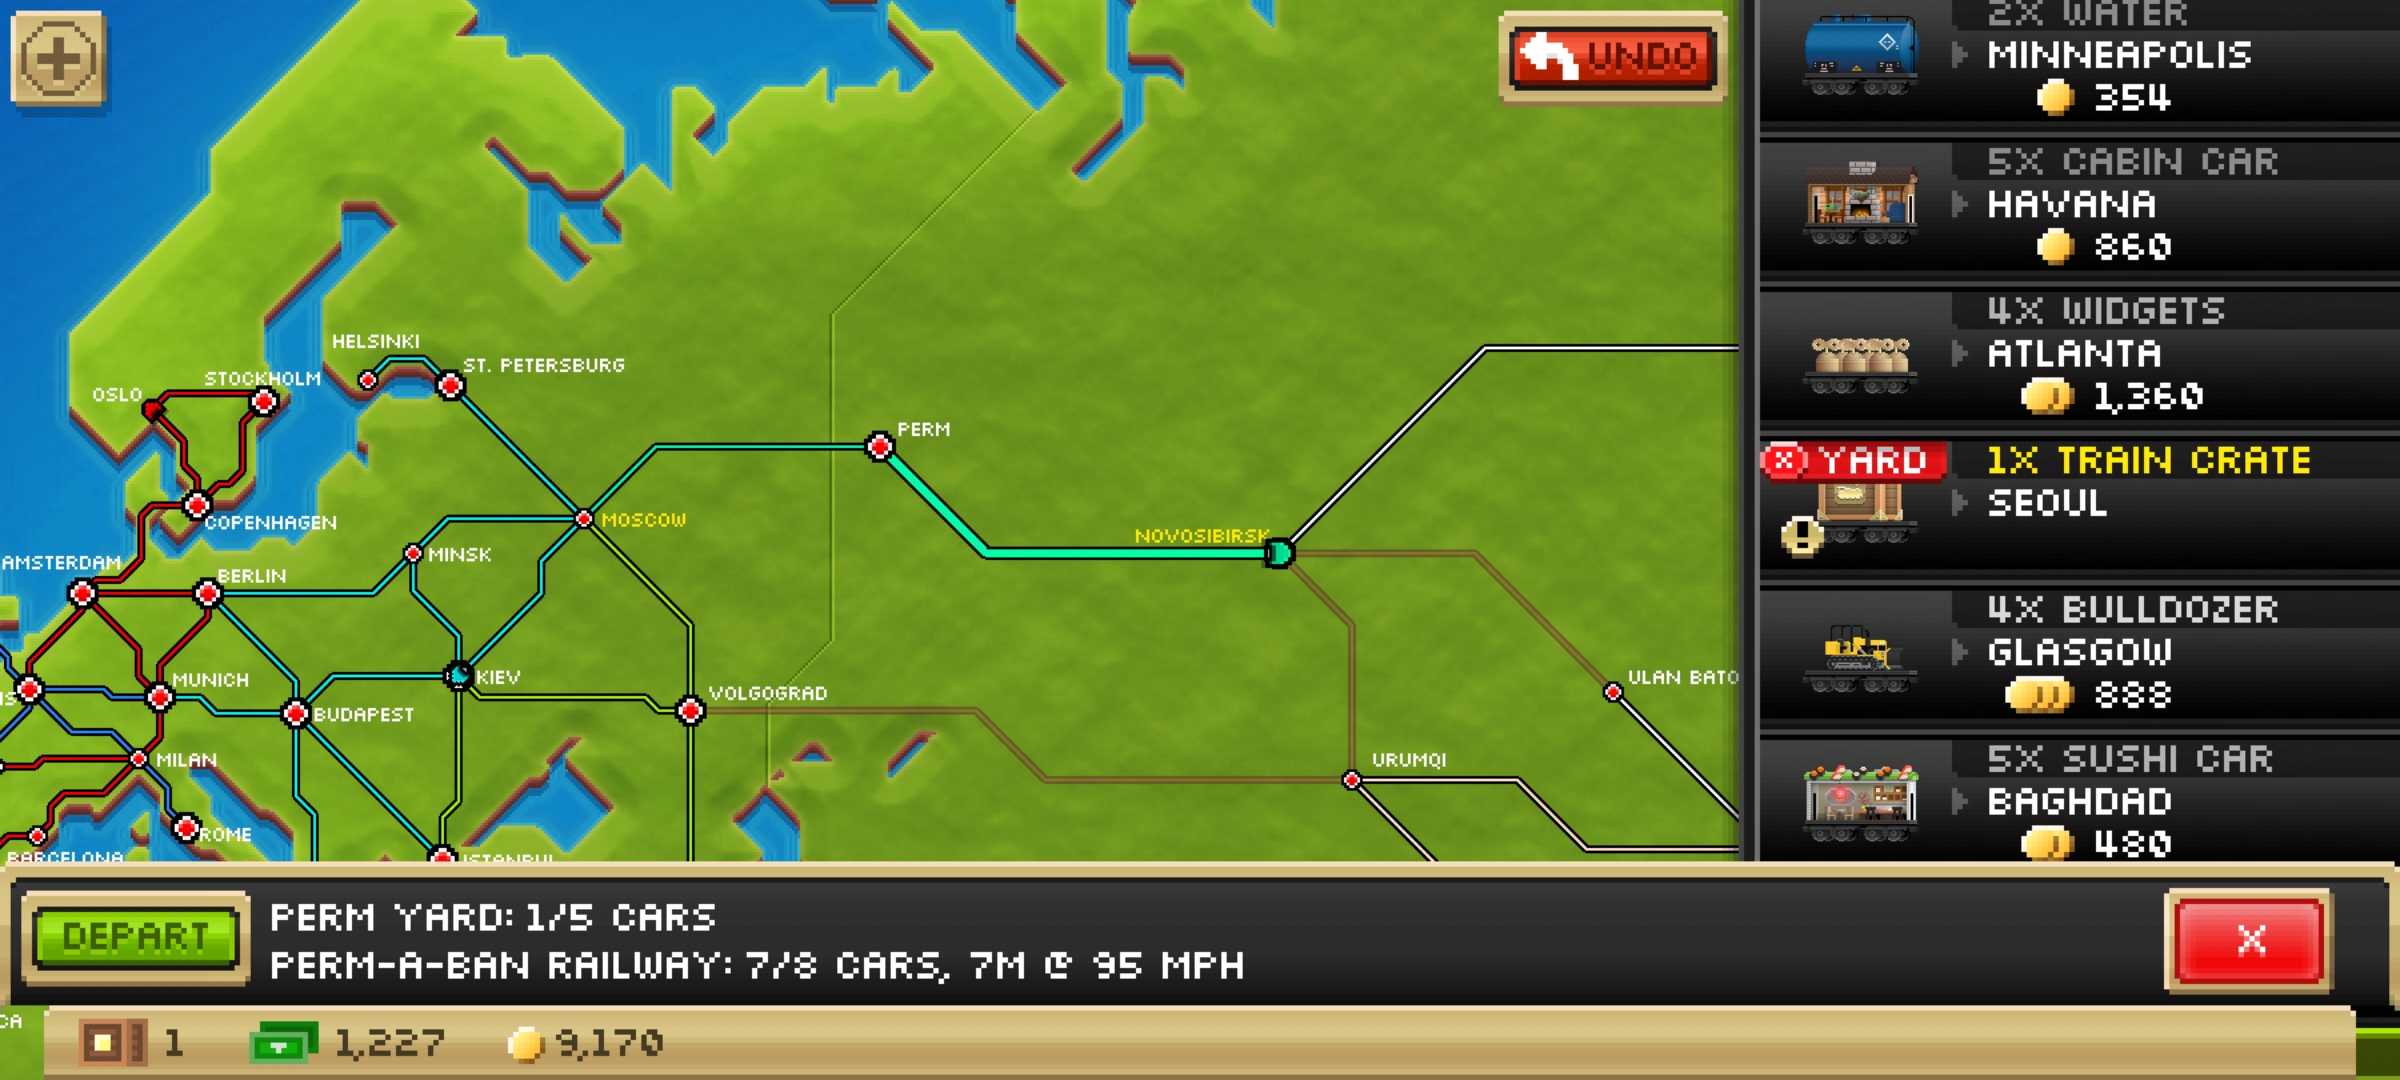 UNDO
HELSINKI
ST. PETERSBURG
STOCKHOLM
OSLO
PERM
COPENHAGEN
MOSCOW
NOVOSIBIRSK
MINSK
AMSTERDAM
BERLIN
MUNICH
KIEV
BUDAPEST
VOLGOGRAD
ULAN BATO
MILAN
URUMQI
ROME
BARCELONA
ISTANBUL
2X WATER
MINNEAPOLIS
354
5X CABIN CAR
HAVANA
860
4X WIDGETS
ATLANTA
1,360
YARD
1X TRAIN CRATE
SEOUL
4X BULLDOZER
GLASGOW
888
5X SUSHI CAR
BAGHDAD
480
DEPART
PERM YARD: 1/5 CARS
PERM-A-BAN RAILWAY: 7/8 CARS, 7M @ 95 MPH
X
CA
1
1,227
9,170